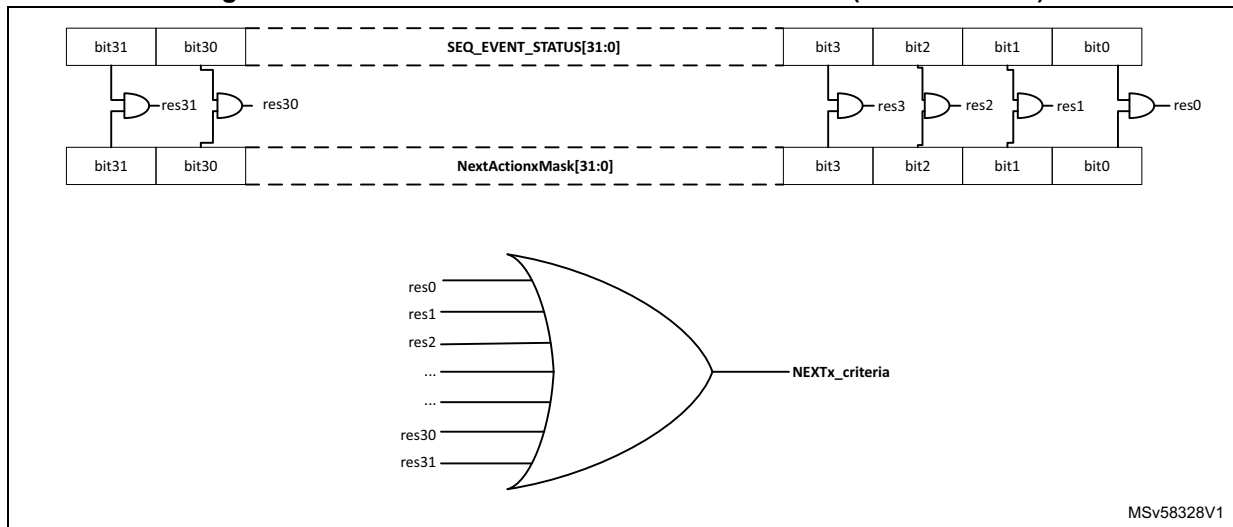 bit31 bit30 SEQ_EVENT_STATUS[31:0] bit3 bit2 bit1 bit0
res31 res30 res3 res2 res1 res0
bit31 bit30 NextActionxMask[31:0] bit3 bit2 bit1 bit0
res0
res1
res2
...
NEXTx_criteria
...
res30
res31
MSv58328V1